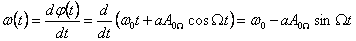 ϖ(t) = dφ(t)/dt = d/dt (ω₀t + aA₀Ω cos Ωt) = ω₀ − aA₀Ω sin Ωt